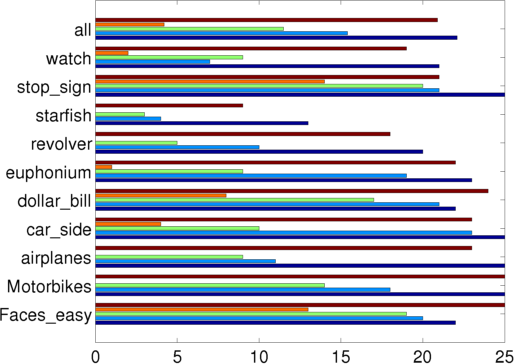 all
watch
stop_sign
starfish
revolver
euphonium
dollar_bill
car_side
airplanes
Motorbikes
Faces_easy
0 5 10 15 20 25